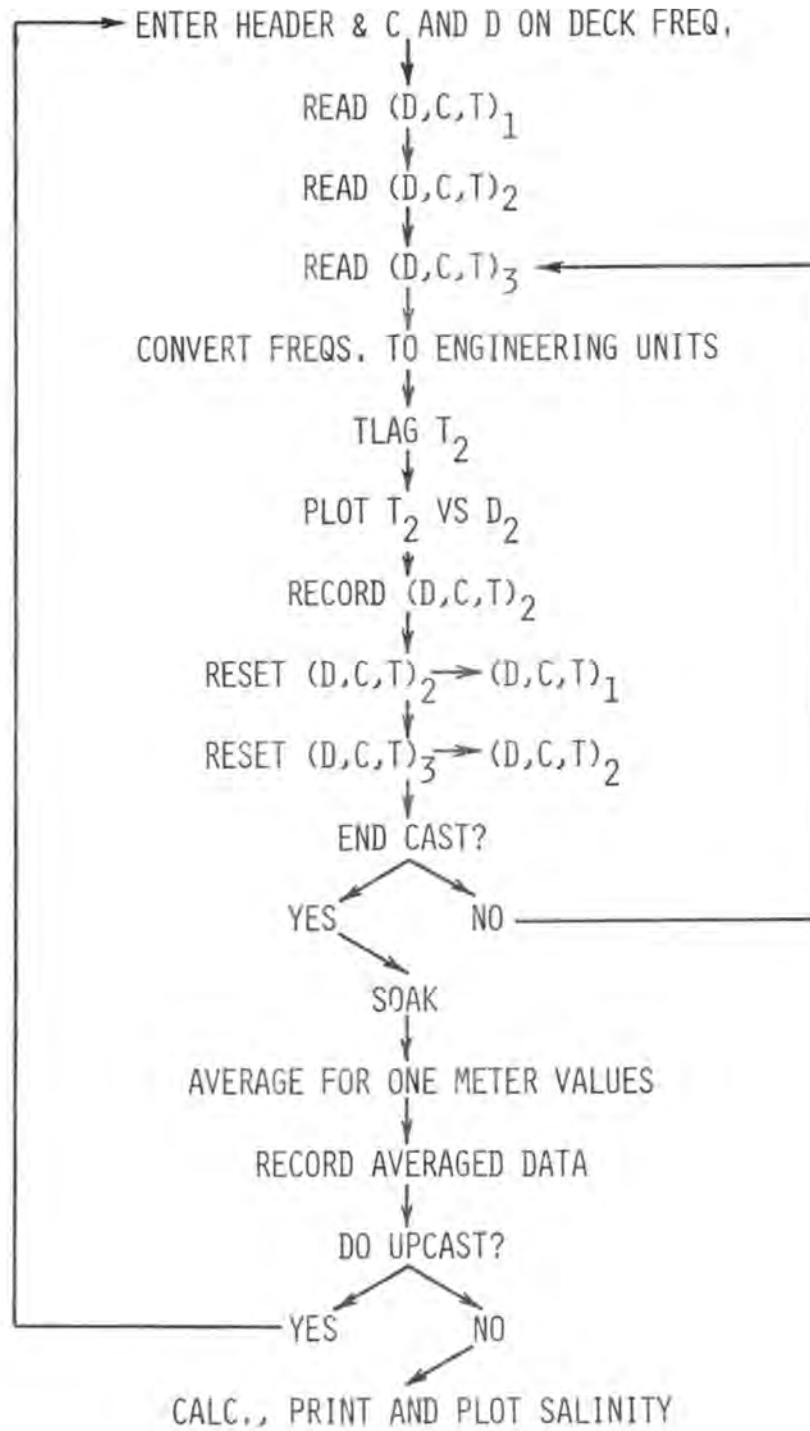 ENTER HEADER & C AND D ON DECK FREQ.
READ (D,C,T)1
READ (D,C,T)2
READ (D,C,T)3
CONVERT FREQS. TO ENGINEERING UNITS
TLAG T2
PLOT T2 VS D2
RECORD (D,C,T)2
RESET (D,C,T)2 → (D,C,T)1
RESET (D,C,T)3 → (D,C,T)2
END CAST?
YES NO
SOAK
AVERAGE FOR ONE METER VALUES
RECORD AVERAGED DATA
DO UPCAST?
YES NO
CALC., PRINT AND PLOT SALINITY